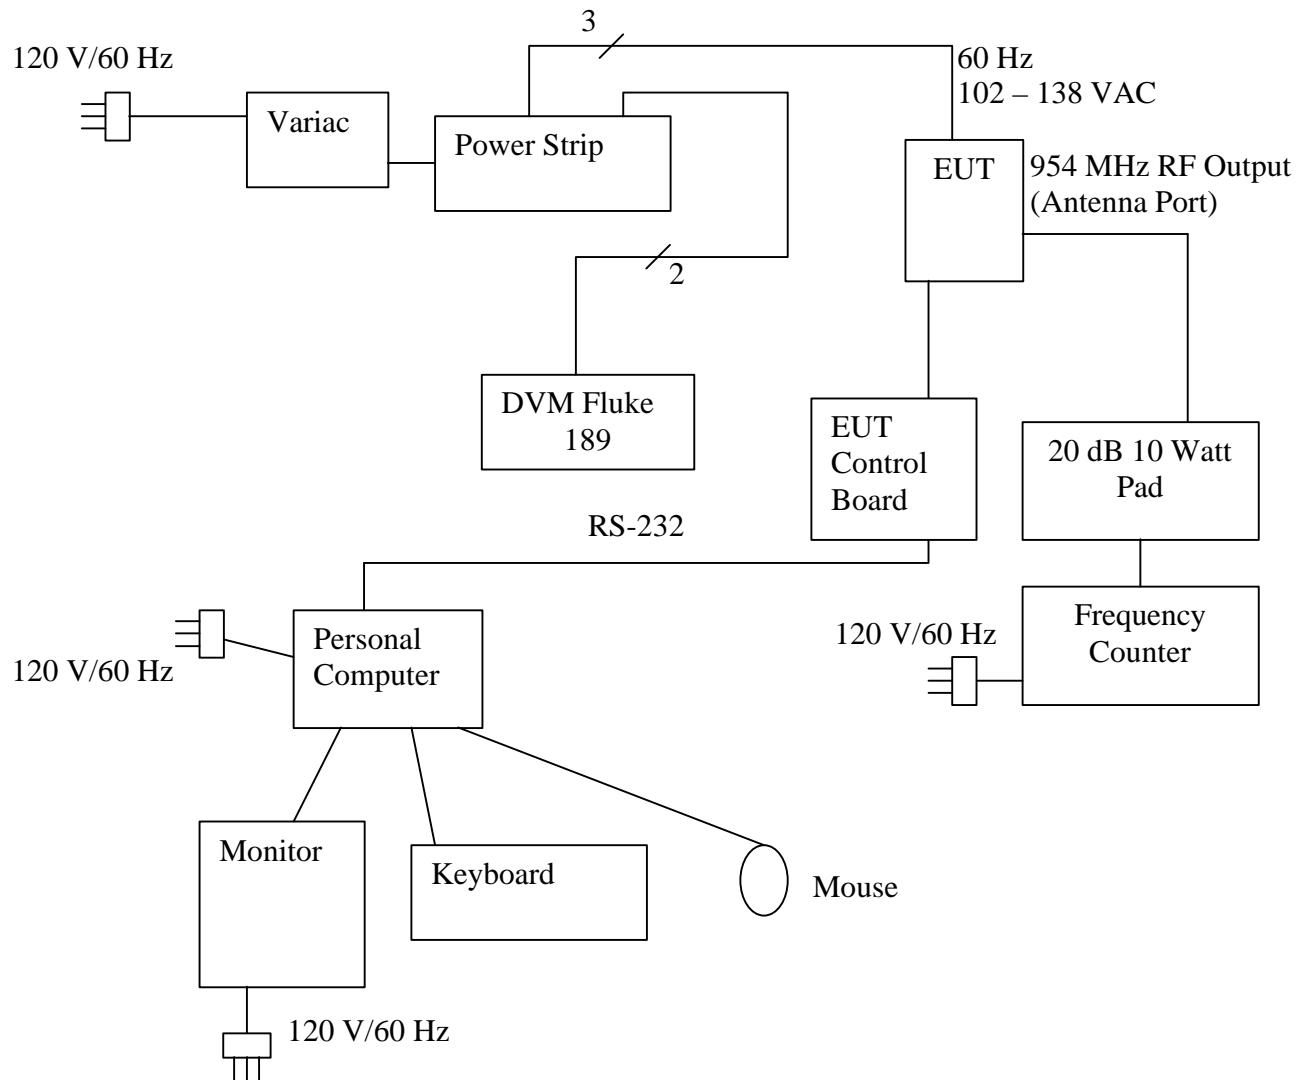 3
120 V/60 Hz
60 Hz
102 – 138 VAC
Variac
Power Strip
EUT
954 MHz RF Output
(Antenna Port)
2
DVM Fluke
189
EUT
Control
Board
20 dB 10 Watt
Pad
RS-232
Personal
Computer
120 V/60 Hz
120 V/60 Hz
Frequency
Counter
Monitor
Keyboard
Mouse
120 V/60 Hz